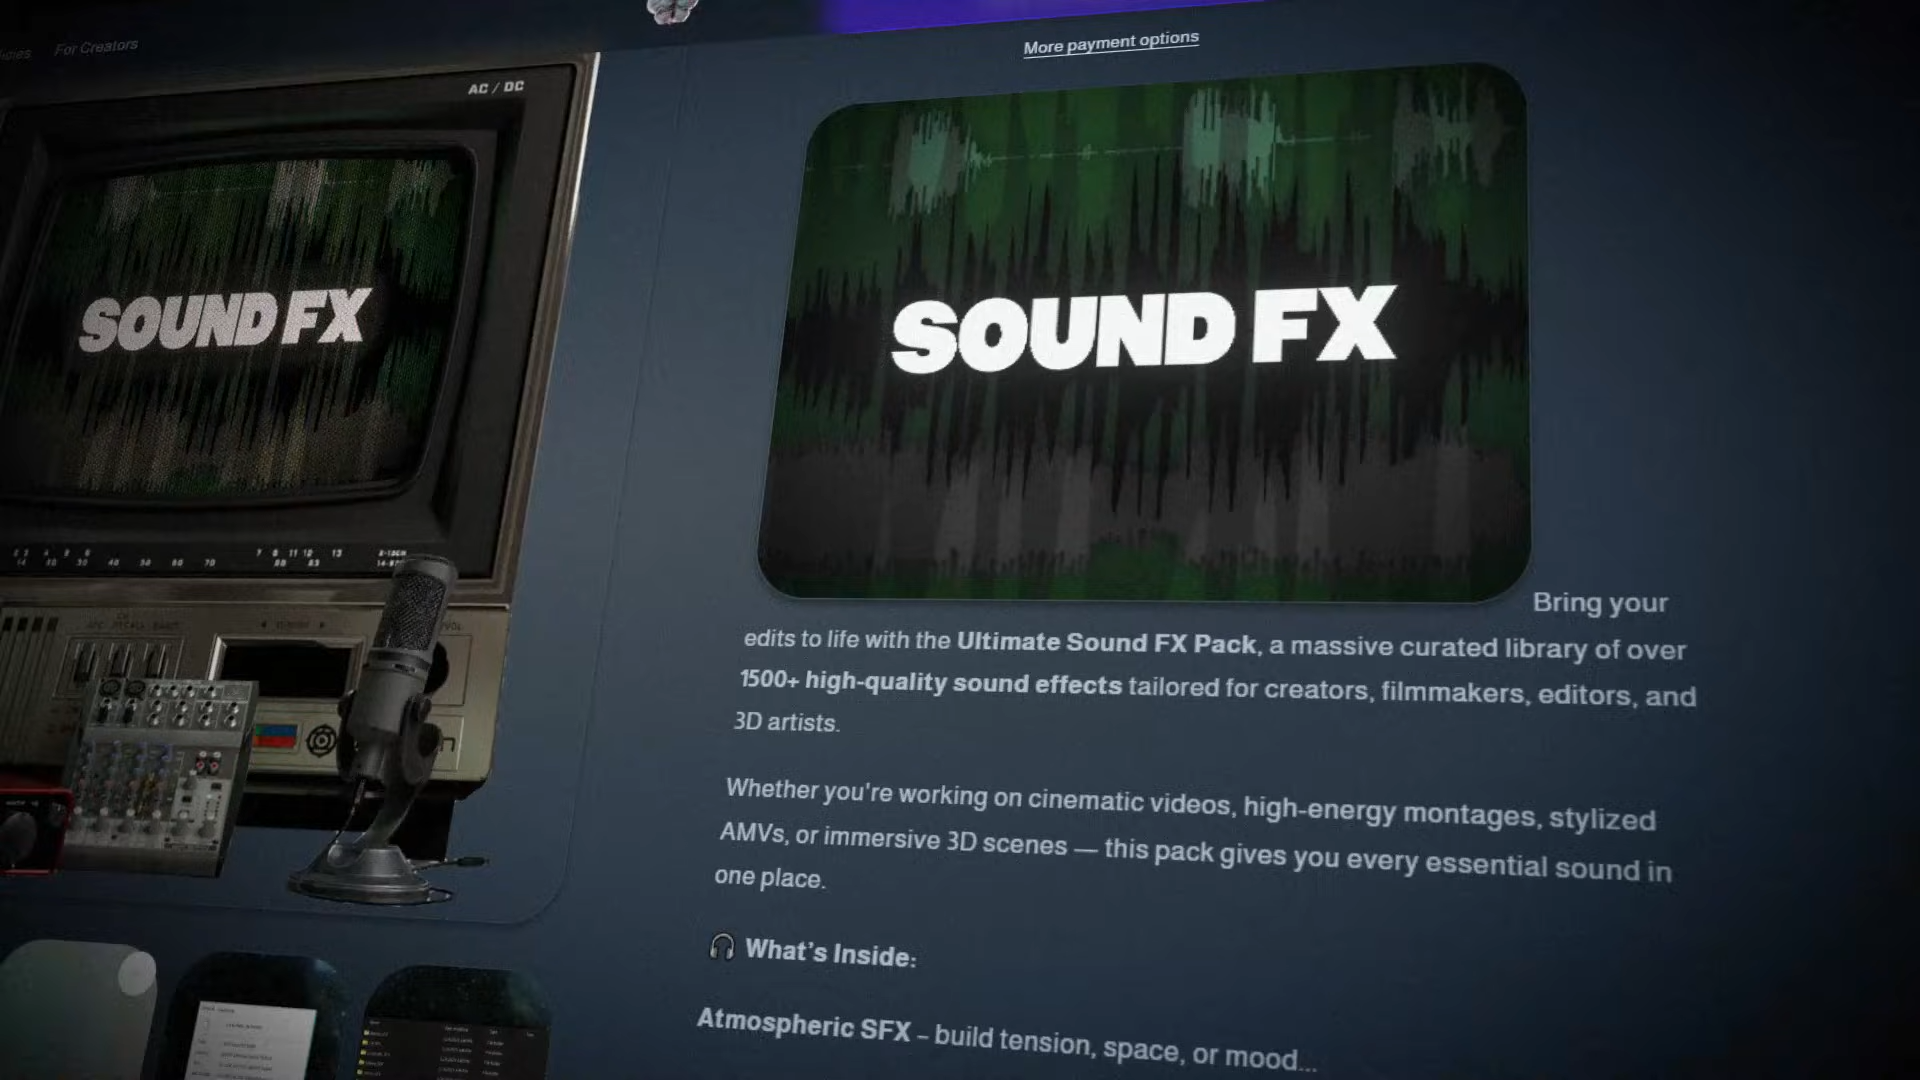 For Creators
More payment options
AC / DC
SOUND FX
SOUND FX
Bring your
edits to life with the Ultimate Sound FX Pack, a massive curated library of over
1500+ high-quality sound effects tailored for creators, filmmakers, editors, and
3D artists.
Whether you're working on cinematic videos, high-energy montages, stylized
AMVs, or immersive 3D scenes — this pack gives you every essential sound in
one place.
🎧 What's Inside:
Atmospheric SFX – build tension, space, or mood...